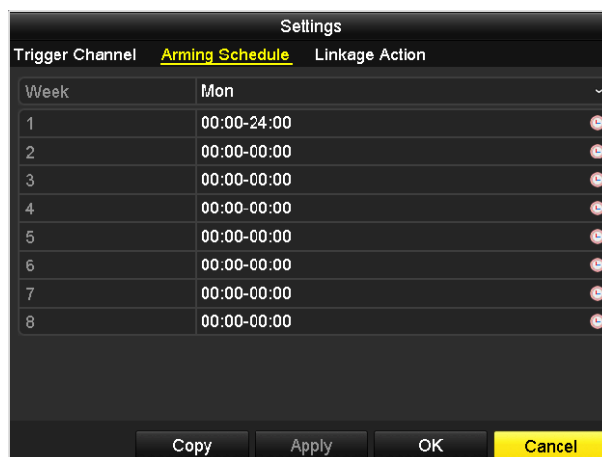 Settings
Trigger Channel Arming Schedule Linkage Action
Week Mon
1 00:00-24:00
2 00:00-00:00
3 00:00-00:00
4 00:00-00:00
5 00:00-00:00
6 00:00-00:00
7 00:00-00:00
8 00:00-00:00
Copy Apply OK Cancel